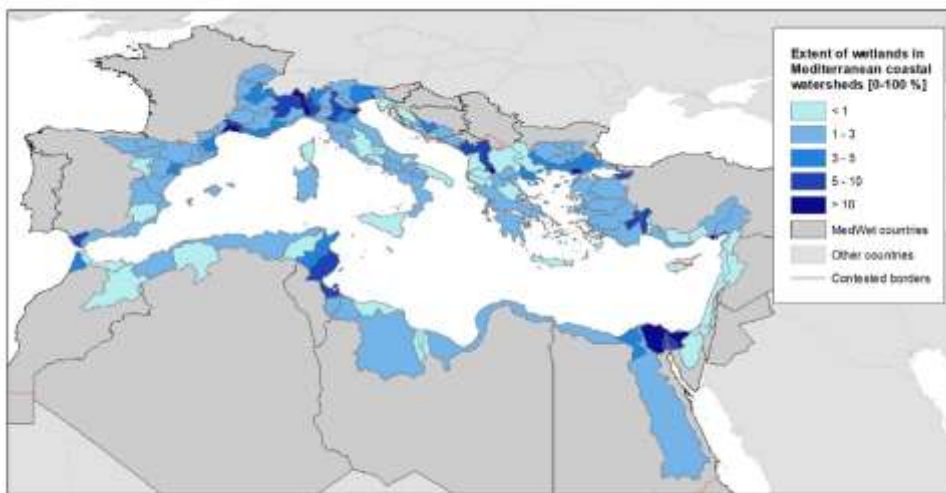 Extent of wetlands in
Mediterranean coastal
watersheds [0-100 %]
< 1
1 - 3
3 - 5
5 - 10
> 10
MedWet countries
Other countries
Contested borders